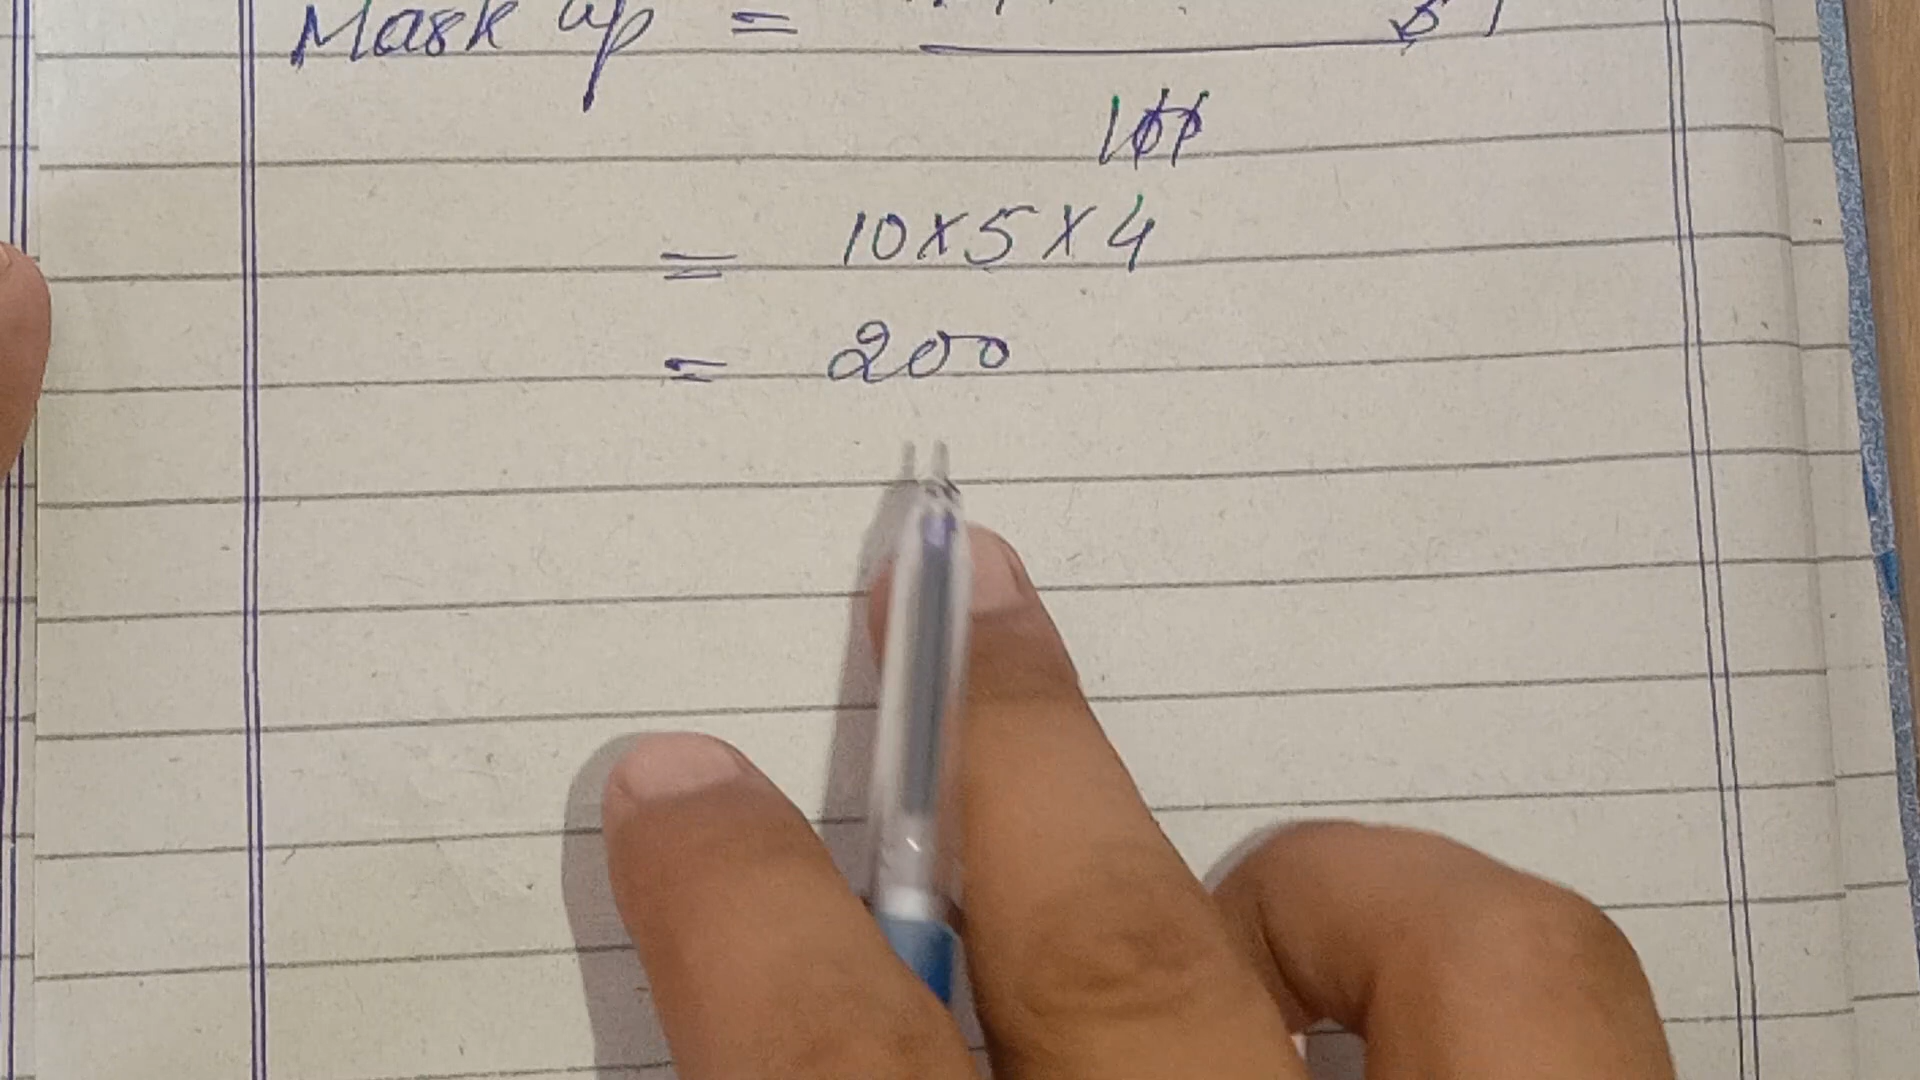 Mark up =
100
= 10×5×4
= 200